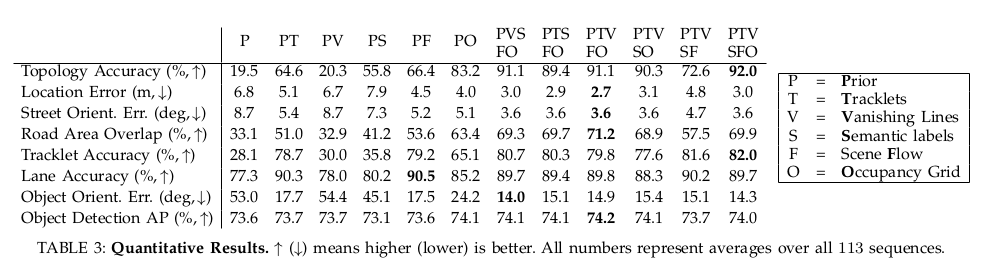 P PT PV PS PF PO PVS FO PTS FO PTV FO PTV SO PTV SF PTV SFO
Topology Accuracy (%,↑) 19.5 64.6 20.3 55.8 66.4 83.2 91.1 89.4 91.1 90.3 72.6 92.0
Location Error (m,↓) 6.8 5.1 6.7 7.9 4.5 4.0 3.0 2.9 2.7 3.1 4.8 3.0
Street Orient. Err. (deg,↓) 8.7 5.4 8.7 7.3 5.2 5.1 3.6 3.6 3.6 3.6 4.7 3.6
Road Area Overlap (%,↑) 33.1 51.0 32.9 41.2 53.6 63.4 69.3 69.7 71.2 68.9 57.5 69.9
Tracklet Accuracy (%,↑) 28.1 78.7 30.0 35.8 79.2 65.1 80.7 80.3 79.8 77.6 81.6 82.0
Lane Accuracy (%,↑) 77.3 90.3 78.0 80.2 90.5 85.2 89.7 89.4 89.8 88.3 90.2 89.7
Object Orient. Err. (deg,↓) 53.0 17.7 54.4 45.1 17.5 24.2 14.0 15.1 14.9 15.4 15.1 14.3
Object Detection AP (%,↑) 73.6 73.7 73.7 73.1 73.6 74.1 74.1 74.1 74.2 74.1 73.7 74.0
P = Prior
T = Tracklets
V = Vanishing Lines
S = Semantic labels
F = Scene Flow
O = Occupancy Grid
TABLE 3: Quantitative Results. ↑ (↓) means higher (lower) is better. All numbers represent averages over all 113 sequences.